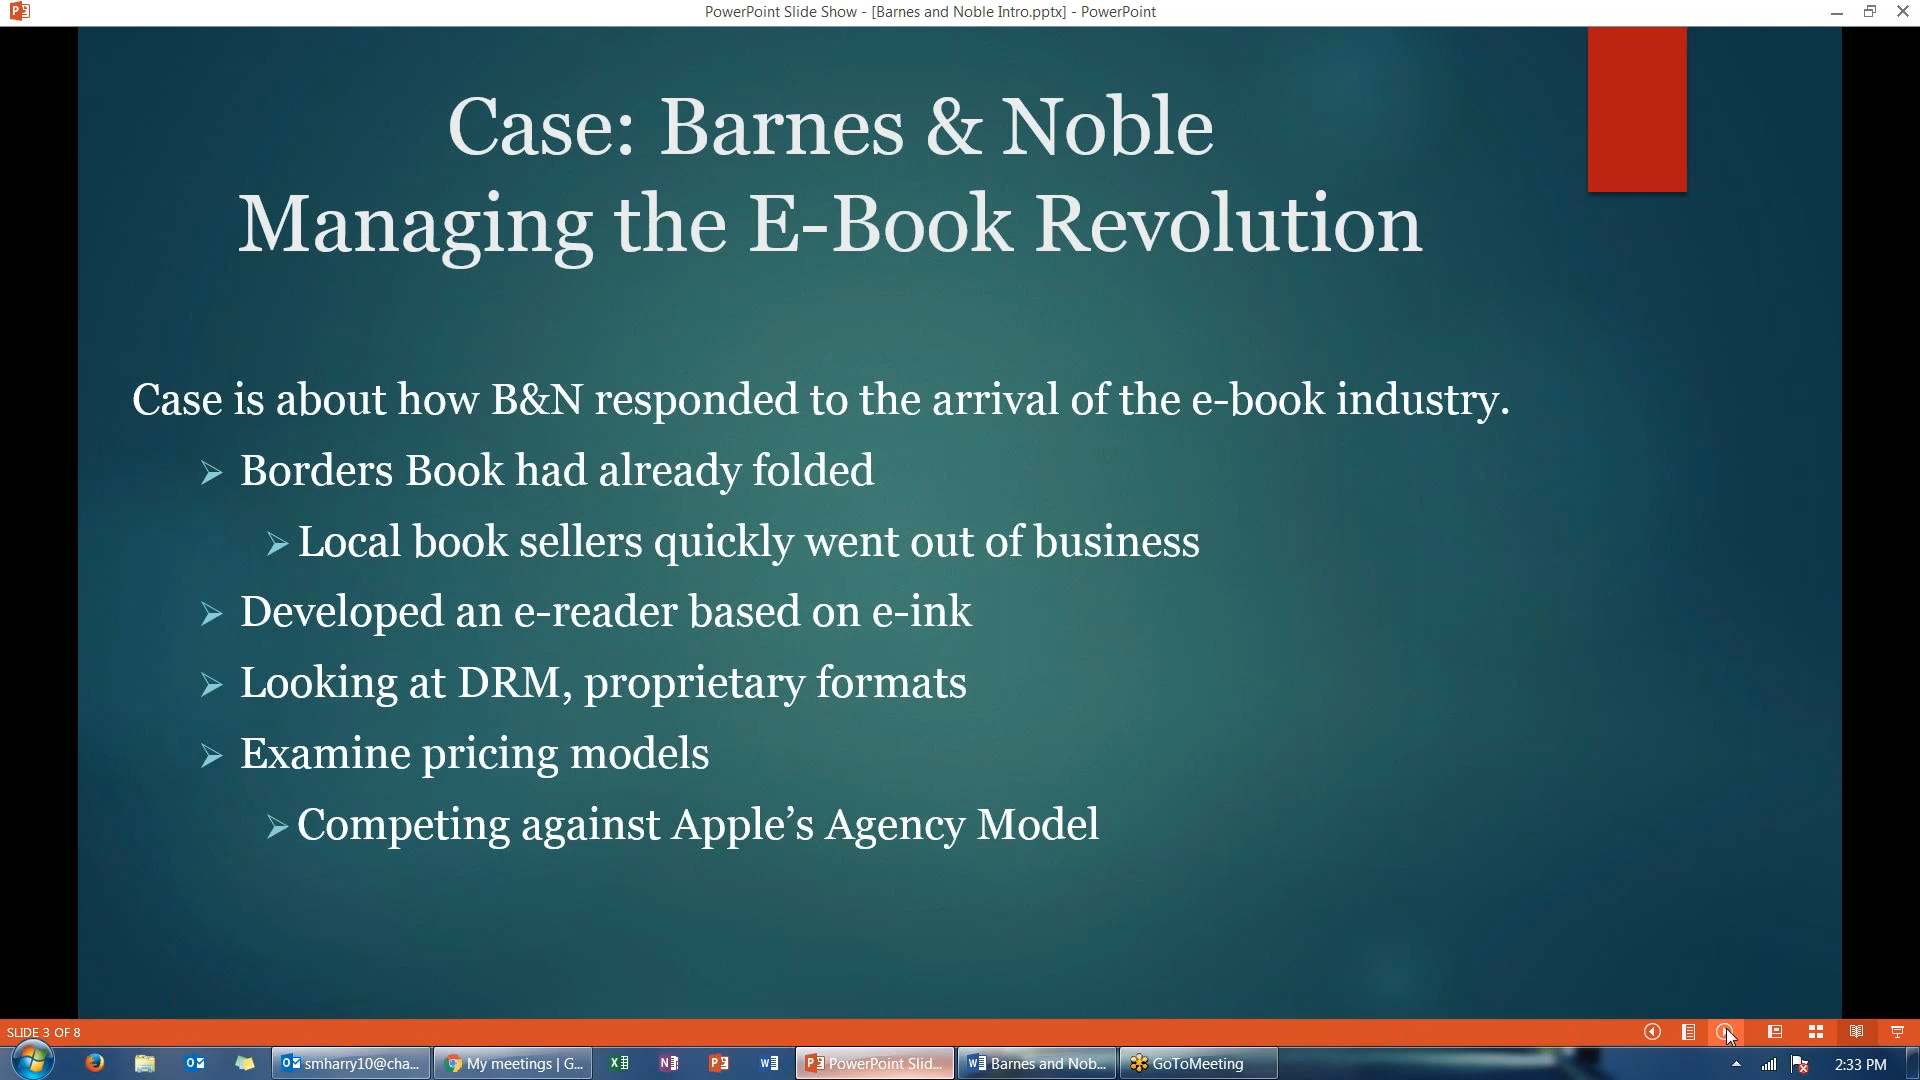 PowerPoint Slide Show - [Barnes and Noble Intro.pptx] - PowerPoint
Case: Barnes & Noble
Managing the E-Book Revolution
Case is about how B&N responded to the arrival of the e-book industry.
Borders Book had already folded
Local book sellers quickly went out of business
Developed an e-reader based on e-ink
Looking at DRM, proprietary formats
Examine pricing models
Competing against Apple’s Agency Model
SLIDE 3 OF 8
smharry10@cha... My meetings | G... PowerPoint Slid... Barnes and Nob... GoToMeeting 2:33 PM